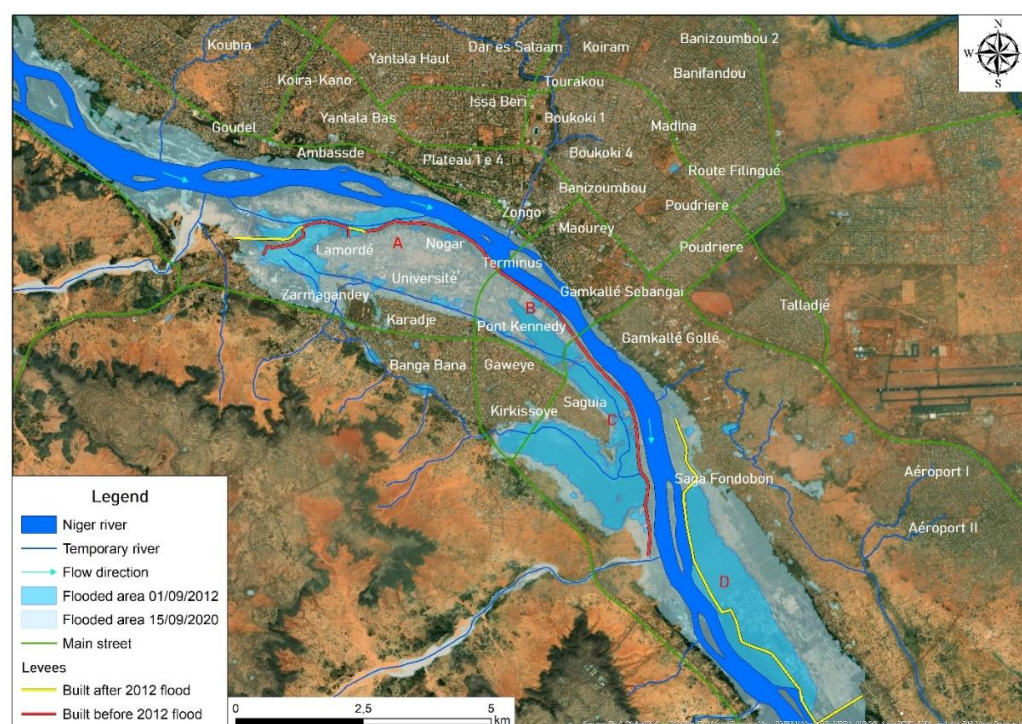 N
W
E
S
Koubia
Dar es Salaam
Koiram
Banizoumbou 2
Yantala Haut
Koira-Kano
Tourakou
Banifandou
Issa Beri
Yantala Bas
Boukoki 1
Madina
Goudel
Ambassde
Plateau 1 e 4
Boukoki 4
Route Filingué
Banizoumbou
Zongo
Poudriere
Maourey
Lamordé
A
Nogar
Poudriere
Terminus
Université
Zarmagandey
Gamkallé Sebangai
Talladjé
B
Karadje
Pont Kennedy
Gamkallé Gollé
Banga Bana
Gaweye
Saguia
Kirkissoye
C
Saga Fondobon
Aéroport I
Aéroport II
D
Legend
Niger river
Temporary river
Flow direction
Flooded area 01/09/2012
Flooded area 15/09/2020
Main street
Levees
Built after 2012 flood
Built before 2012 flood
0
2,5
5
km